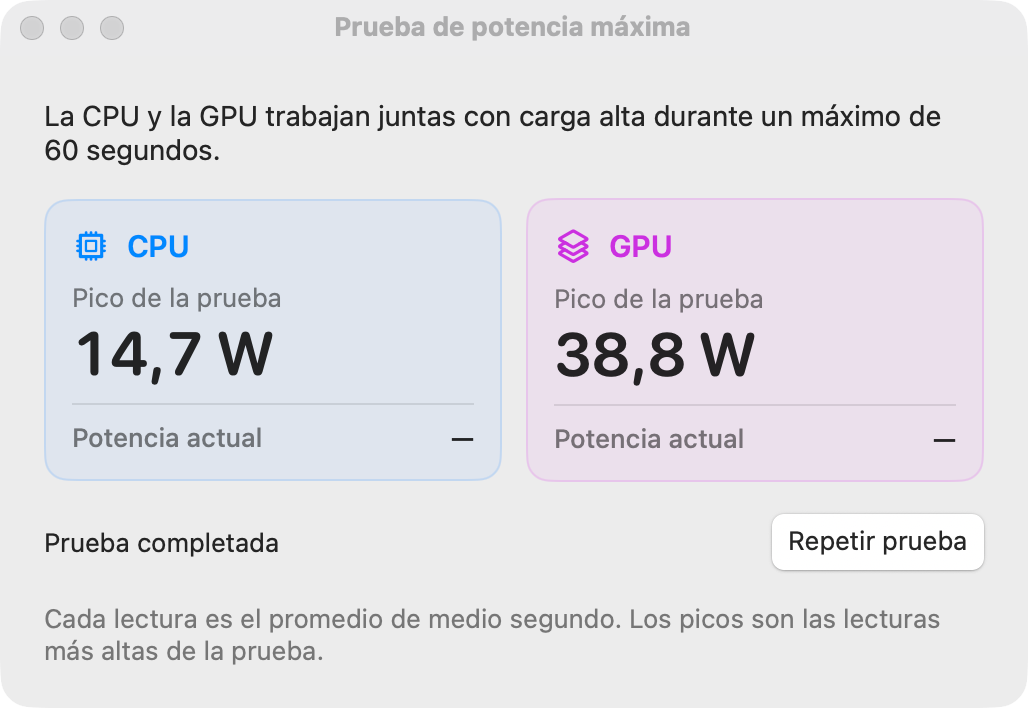 Prueba de potencia máxima
La CPU y la GPU trabajan juntas con carga alta durante un máximo de
60 segundos.
CPU
Pico de la prueba
14,7 W
Potencia actual —
GPU
Pico de la prueba
38,8 W
Potencia actual —
Prueba completada
Repetir prueba
Cada lectura es el promedio de medio segundo. Los picos son las lecturas
más altas de la prueba.